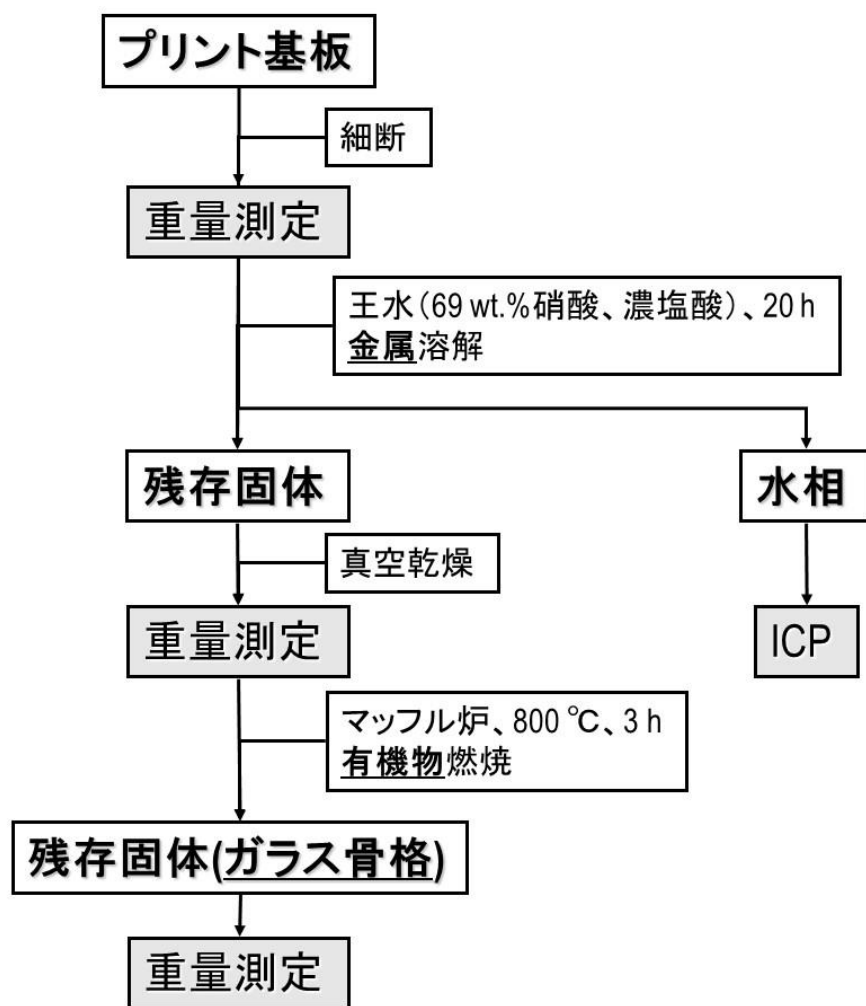 プリント基板
細断
重量測定
王水（69 wt.%硝酸、濃塩酸）、20 h
金属溶解
残存固体
水相
真空乾燥
重量測定
ICP
マッフル炉、800 ℃、3 h
有機物燃焼
残存固体(ガラス骨格)
重量測定